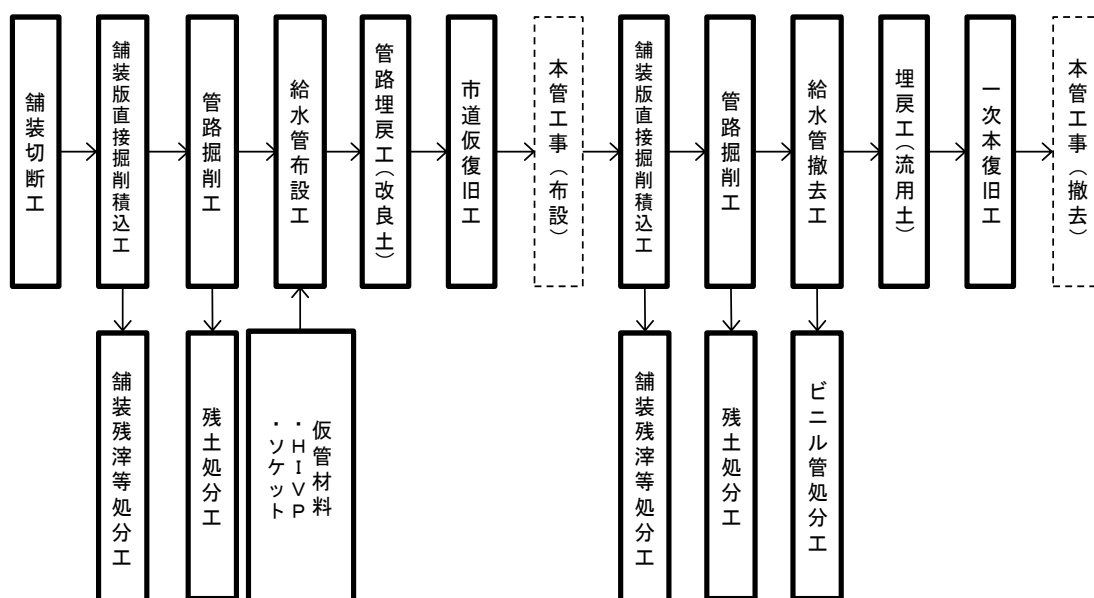 舗装切断工
舗装版直接掘削積込工
管路掘削工
給水管布設工
管路埋戻工（改良土）
市道仮復旧工
本管工事（布設）
舗装版直接掘削積込工
管路掘削工
給水管撤去工
埋戻工（流用土）
一次本復旧工
本管工事（撤去）
舗装残滓等処分工
残土処分工
仮管材料
・ＨＩＶＰ
・ソケット
舗装残滓等処分工
残土処分工
ビニル管処分工